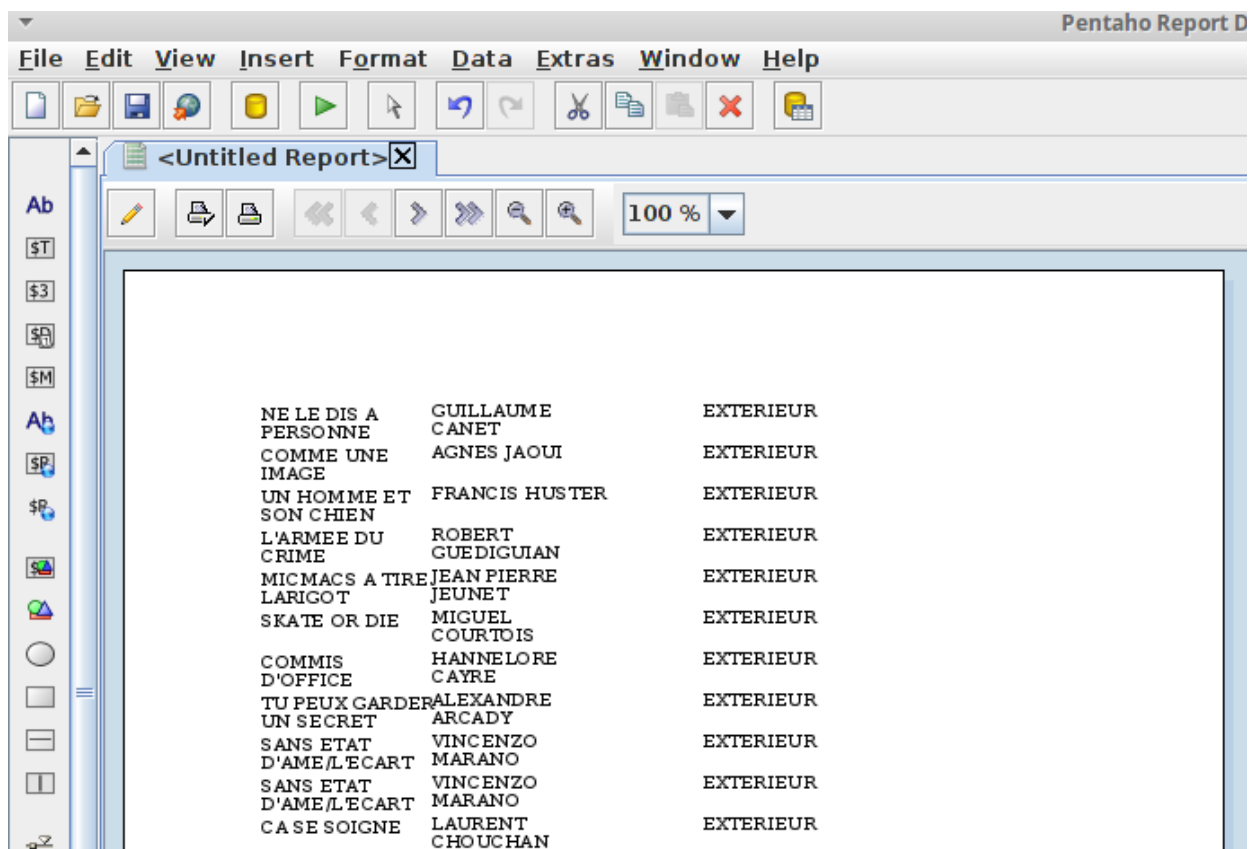 Pentaho Report D
File Edit View Insert Format Data Extras Window Help
<Untitled Report>
100 %
Ab
$T
$3
$M
Ab
NE LE DIS A GUILLAUME EXTERIEUR
PERSONNE CANET
COMME UNE AGNES JAOUI EXTERIEUR
IMAGE
UN HOMME ET FRANCIS HUSTER EXTERIEUR
SON CHIEN
L'ARMEE DU ROBERT EXTERIEUR
CRIME GUEDIGUIAN
MICMACS A TIRE JEAN PIERRE EXTERIEUR
LARIGOT JEUNET
SKATE OR DIE MIGUEL EXTERIEUR
COURTOIS
COMMIS HANNELORE EXTERIEUR
D'OFFICE CAYRE
TU PEUX GARDER ALEXANDRE EXTERIEUR
UN SECRET ARCADY
SANS ETAT VINCENZO EXTERIEUR
D'AME/L'ECART MARANO
SANS ETAT VINCENZO EXTERIEUR
D'AME/L'ECART MARANO
CA SE SOIGNE LAURENT EXTERIEUR
CHOUCHAN